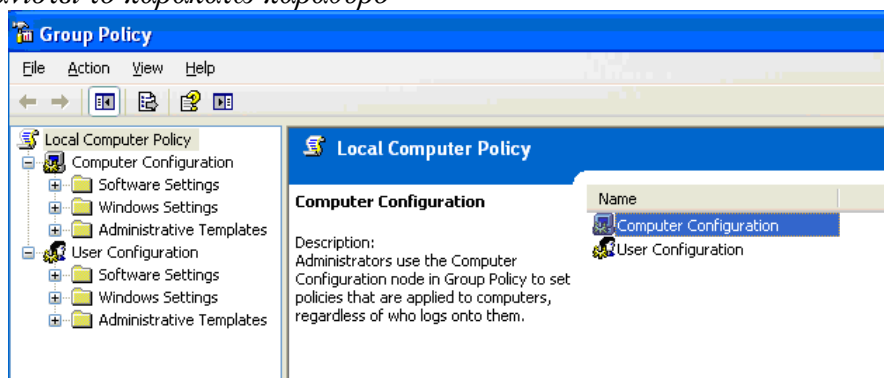 Group Policy
File Action View Help
Local Computer Policy
Computer Configuration
Software Settings
Windows Settings
Administrative Templates
User Configuration
Software Settings
Windows Settings
Administrative Templates
Local Computer Policy
Computer Configuration
Description:
Administrators use the Computer
Configuration node in Group Policy to set
policies that are applied to computers,
regardless of who logs onto them.
Name
Computer Configuration
User Configuration